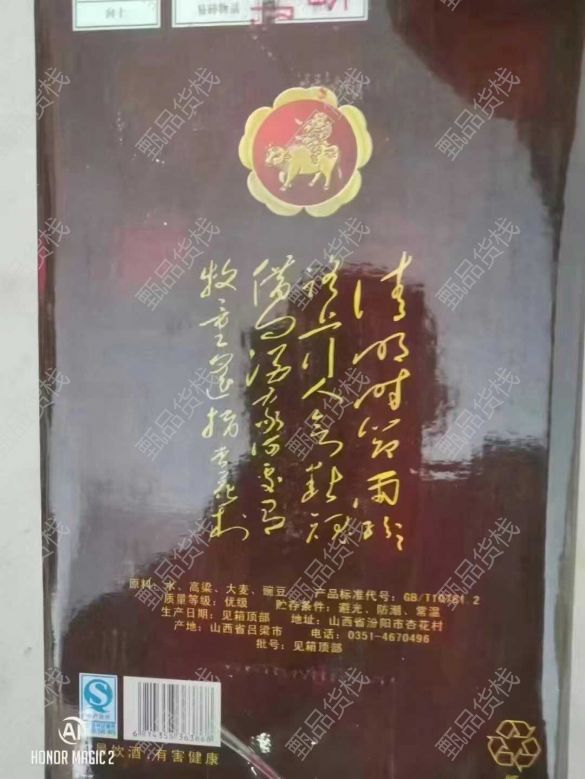 清明时节雨纷纷
路上行人欲断魂
借问酒家何处有
牧童遥指杏花村
原料：水、高梁、大麦、豌豆 产品标准代号：GB/T10781.2
质量等级：优级 贮存条件：避光、防潮、常温
生产日期：见箱顶部 地址：山西省汾阳市杏花村
产地：山西省吕梁市 电话：0351-4670496
批号：见箱顶部
量饮酒，有害健康
HONOR MAGIC 2
甄品货栈